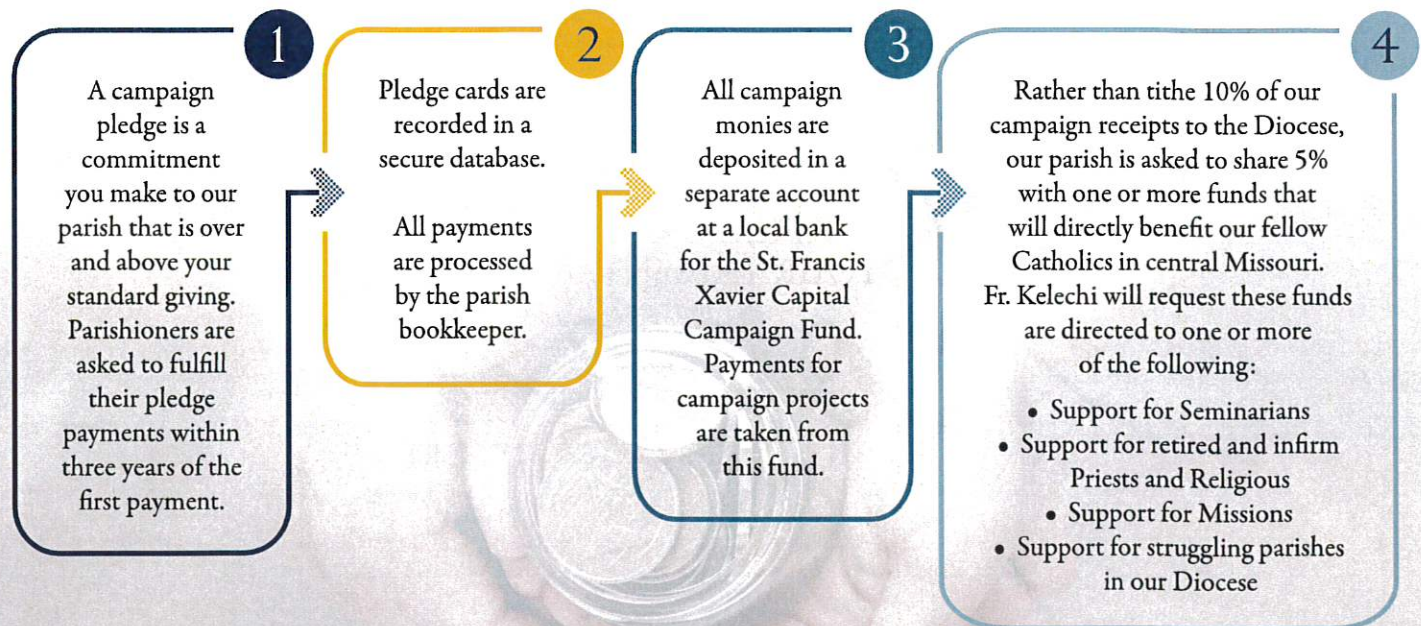 1
A campaign
pledge is a
commitment
you make to our
parish that is over
and above your
standard giving.
Parishioners are
asked to fulfill
their pledge
payments within
three years of the
first payment.
2
Pledge cards are
recorded in a
secure database.
All payments
are processed
by the parish
bookkeeper.
3
All campaign
monies are
deposited in a
separate account
at a local bank
for the St. Francis
Xavier Capital
Campaign Fund.
Payments for
campaign projects
are taken from
this fund.
4
Rather than tithe 10% of our
campaign receipts to the Diocese,
our parish is asked to share 5%
with one or more funds that
will directly benefit our fellow
Catholics in central Missouri.
Fr. Kelechi will request these funds
are directed to one or more
of the following:
• Support for Seminarians
• Support for retired and infirm
Priests and Religious
• Support for Missions
• Support for struggling parishes
in our Diocese